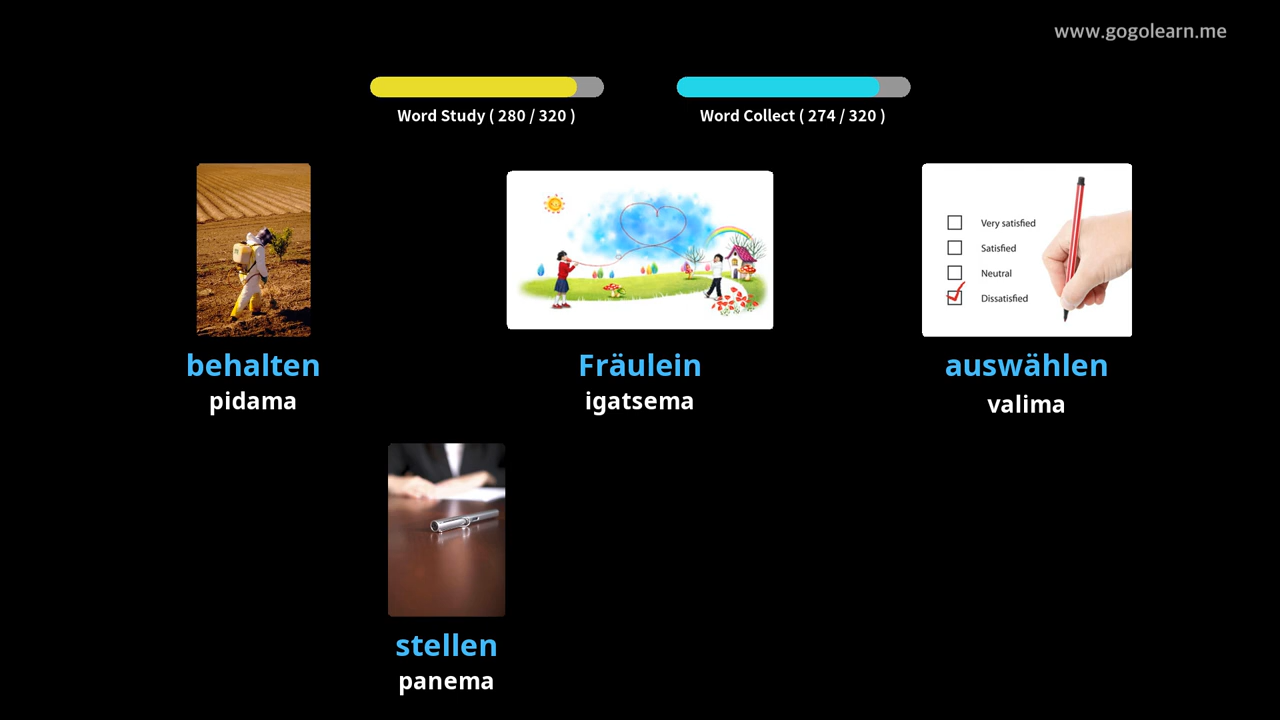 www.gogolearn.me
Word Study ( 280 / 320 )
Word Collect ( 274 / 320 )
Very satisfied
Satisfied
Neutral
Dissatisfied
behalten
pidama
Fräulein
igatsema
auswählen
valima
stellen
panema